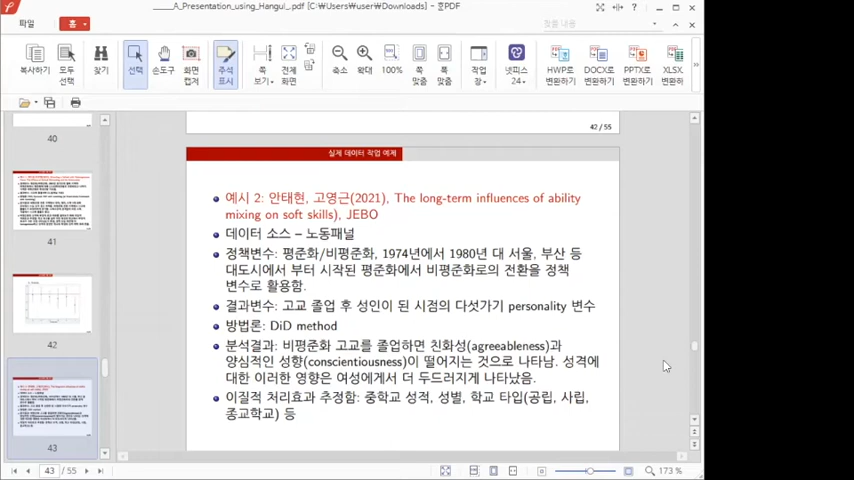 _____A_Presentation_using_Hangul_.pdf [C:\Users\user\Downloads] - 훈PDF
파일
홈
맞출 내용
복사하기
모두
선택
찾기
선택
손도구
화면
캡처
주석
표시
쪽
보기
전체
화면
축소
확대
100%
쪽
맞춤
폭
맞춤
작업
창
넷피스
24
HWP로
변환하기
DOCX로
변환하기
PPTX로
변환하기
XLSX.
변환하
40
41
42
43
42 / 55
실제 데이터 작업 예제
예시 2: 안태현, 고영근(2021), The long-term influences of ability
mixing on soft skills), JEBO
데이터 소스 – 노동패널
정책변수: 평준화/비평준화, 1974년에서 1980년 대 서울, 부산 등
대도시에서 부터 시작된 평준화에서 비평준화로의 전환을 정책
변수로 활용함.
결과변수: 고교 졸업 후 성인이 된 시점의 다섯가기 personality 변수
방법론: DiD method
분석결과: 비평준화 고교를 졸업하면 친화성(agreeableness)과
양심적인 성향(conscientiousness)이 떨어지는 것으로 나타남. 성격에
대한 이러한 영향은 여성에게서 더 두드러지게 나타났음.
이질적 처리효과 추정함: 중학교 성적, 성별, 학교 타입(공립, 사립,
종교학교) 등
43 / 55
173 %